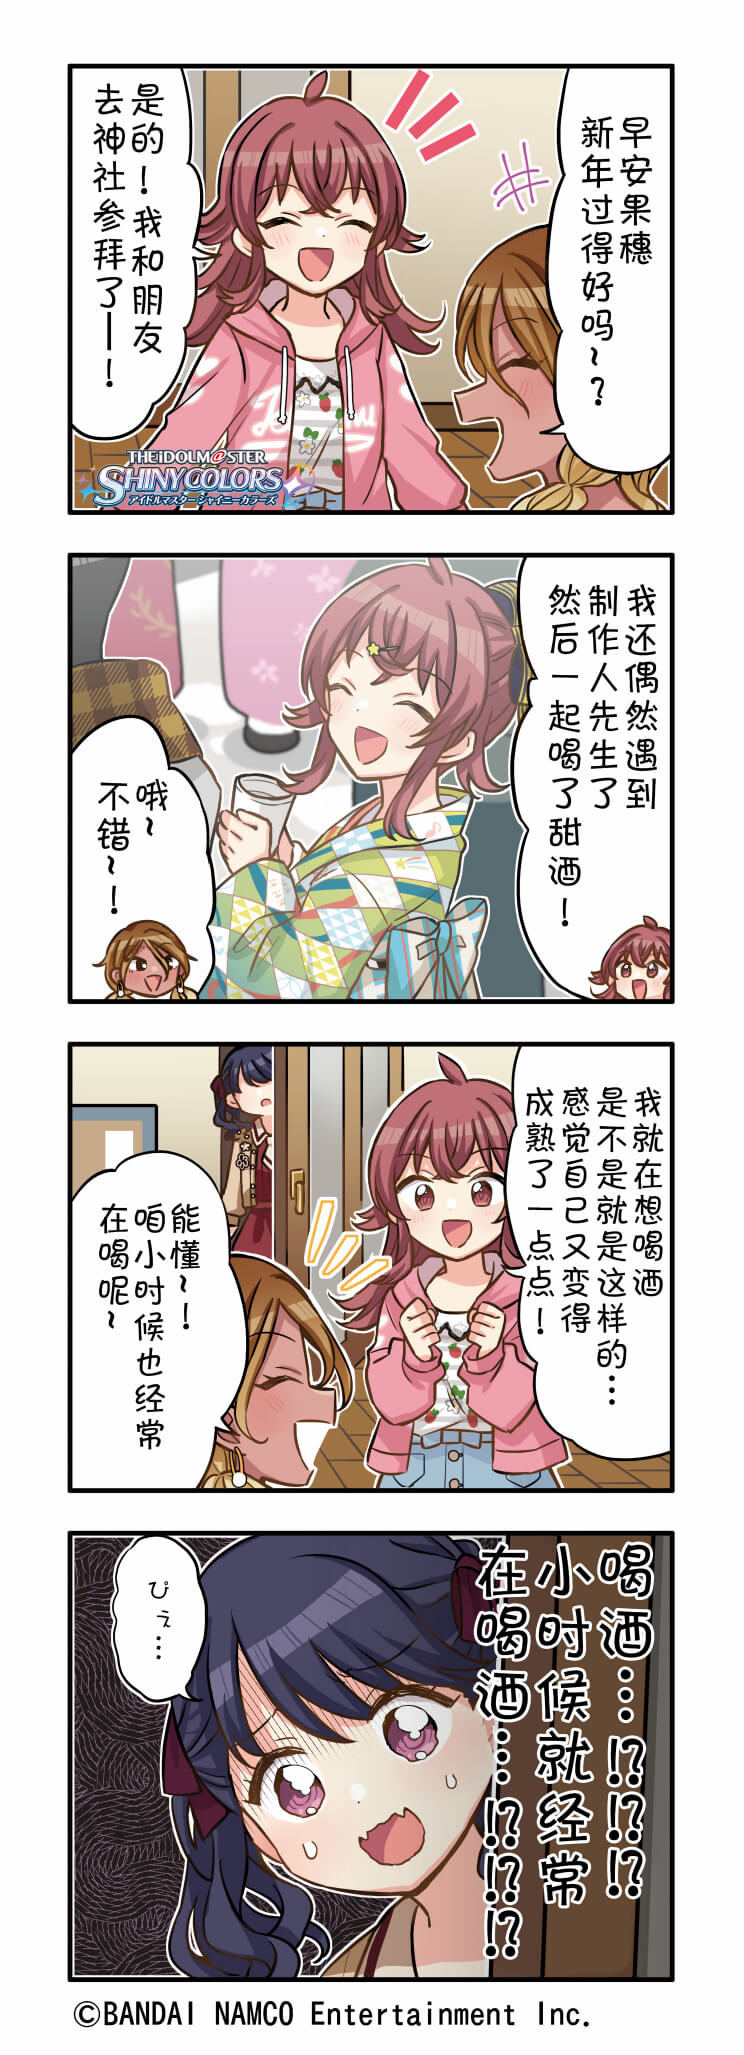 早安果穗
新年过得好吗~？
是的！我和朋友
去神社参拜了ー！
THE iDOLM@STER
SHINY COLORS
アイドルマスター シャイニーカラーズ
我还偶然遇到
制作人先生了
然后一起喝了甜酒！
哦~
不错~！
我就在想喝酒
是不是就是这样的…
感觉自己又变得
成熟了一点点！
能懂~！
咱小时候也经常
在喝呢~
喝酒…⁉⁉⁉
小时候就经常
在喝酒…⁉⁉⁉
ぴぇ…
©BANDAI NAMCO Entertainment Inc.